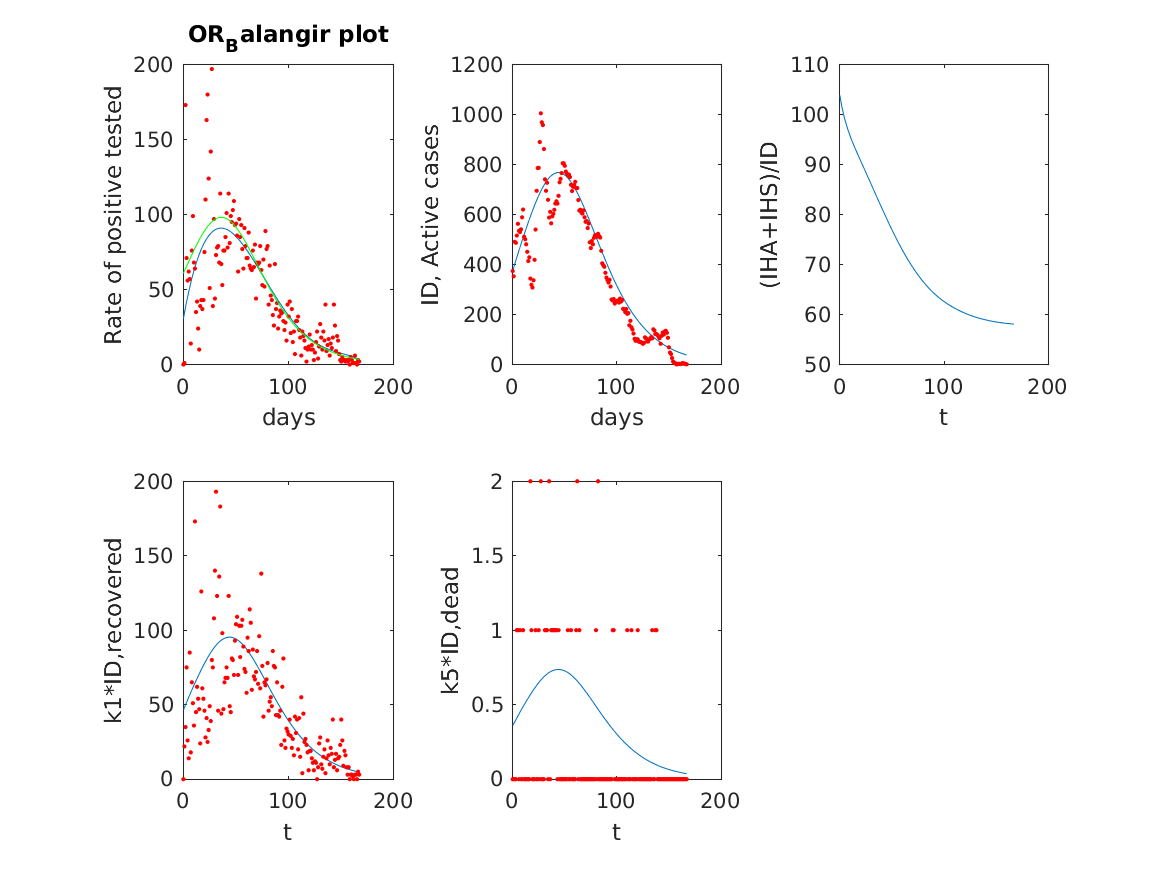 OR_Balangir plot
Rate of positive tested
200
150
100
50
0
0 100 200
days
ID, Active cases
1200
1000
800
600
400
200
0
0 100 200
days
(IHA+IHS)/ID
110
100
90
80
70
60
50
0 100 200
t
k1*ID,recovered
200
150
100
50
0
0 100 200
t
k5*ID,dead
2
1.5
1
0.5
0
0 100 200
t